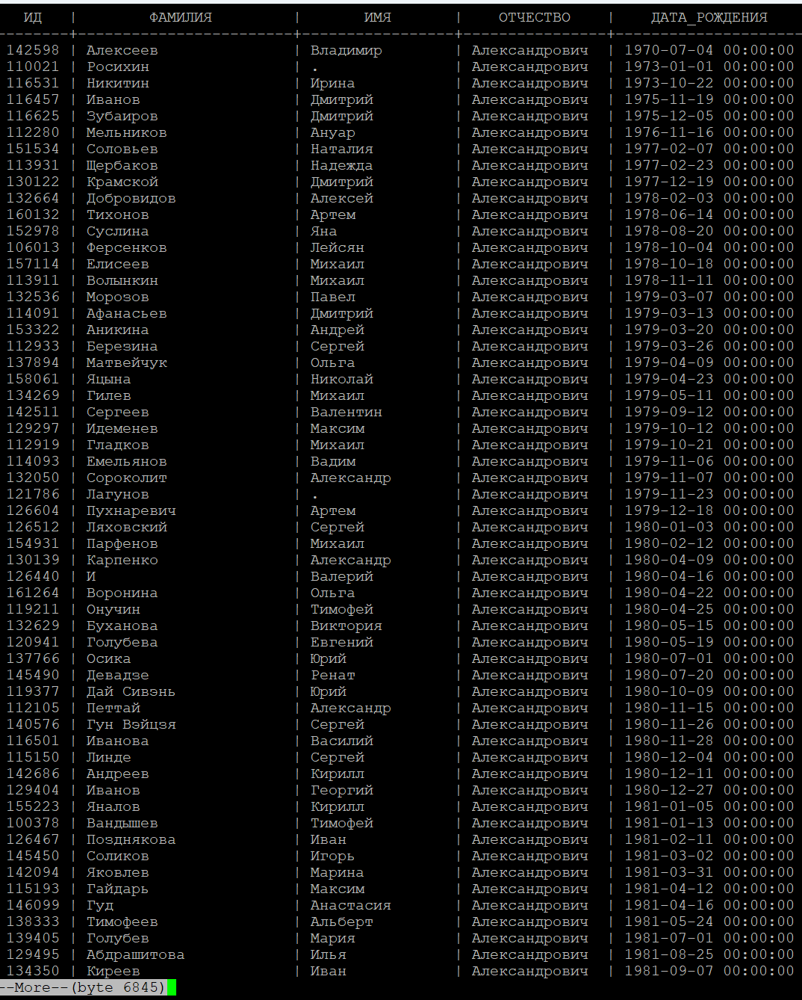 ИД | ФАМИЛИЯ | ИМЯ | ОТЧЕСТВО | ДАТА_РОЖДЕНИЯ
142598 | Алексеев | Владимир | Александрович | 1970-07-04 00:00:00
110021 | Росихин | . | Александрович | 1973-01-01 00:00:00
116531 | Никитин | Ирина | Александрович | 1973-10-22 00:00:00
116457 | Иванов | Дмитрий | Александрович | 1975-11-19 00:00:00
116625 | Зубаиров | Дмитрий | Александрович | 1975-12-05 00:00:00
112280 | Мельников | Ануар | Александрович | 1976-11-16 00:00:00
151534 | Соловьев | Наталия | Александрович | 1977-02-07 00:00:00
113931 | Щербаков | Надежда | Александрович | 1977-02-23 00:00:00
130122 | Крамской | Дмитрий | Александрович | 1977-12-19 00:00:00
132664 | Добровидов | Алексей | Александрович | 1978-02-03 00:00:00
160132 | Тихонов | Артем | Александрович | 1978-06-14 00:00:00
152978 | Суслина | Яна | Александрович | 1978-08-20 00:00:00
106013 | Ферсенков | Лейсян | Александрович | 1978-10-04 00:00:00
157114 | Елисеев | Михаил | Александрович | 1978-10-18 00:00:00
113911 | Волынкин | Михаил | Александрович | 1978-11-11 00:00:00
132536 | Морозов | Павел | Александрович | 1979-03-07 00:00:00
114091 | Афанасьев | Дмитрий | Александрович | 1979-03-13 00:00:00
153322 | Аникина | Андрей | Александрович | 1979-03-20 00:00:00
112933 | Березина | Сергей | Александрович | 1979-03-26 00:00:00
137894 | Матвейчук | Ольга | Александрович | 1979-04-09 00:00:00
158061 | Яцына | Николай | Александрович | 1979-04-23 00:00:00
134269 | Гилев | Михаил | Александрович | 1979-05-11 00:00:00
142511 | Сергеев | Валентин | Александрович | 1979-09-12 00:00:00
129297 | Идеменев | Максим | Александрович | 1979-10-12 00:00:00
112919 | Гладков | Михаил | Александрович | 1979-10-21 00:00:00
114093 | Емельянов | Вадим | Александрович | 1979-11-06 00:00:00
132050 | Сороколит | Александр | Александрович | 1979-11-07 00:00:00
121786 | Лагунов | . | Александрович | 1979-11-23 00:00:00
126604 | Пухнаревич | Артем | Александрович | 1979-12-18 00:00:00
126512 | Ляховский | Сергей | Александрович | 1980-01-03 00:00:00
154931 | Парфенов | Михаил | Александрович | 1980-02-12 00:00:00
130139 | Карпенко | Александр | Александрович | 1980-04-09 00:00:00
126440 | И | Валерий | Александрович | 1980-04-16 00:00:00
161264 | Воронина | Ольга | Александрович | 1980-04-22 00:00:00
119211 | Онучин | Тимофей | Александрович | 1980-04-25 00:00:00
132629 | Буханова | Виктория | Александрович | 1980-05-15 00:00:00
120941 | Голубева | Евгений | Александрович | 1980-05-19 00:00:00
137766 | Осика | Юрий | Александрович | 1980-07-01 00:00:00
145490 | Девадзе | Ренат | Александрович | 1980-07-20 00:00:00
119377 | Дай Сивэнь | Юрий | Александрович | 1980-10-09 00:00:00
112105 | Петтай | Александр | Александрович | 1980-11-15 00:00:00
140576 | Гун Вэйцзя | Сергей | Александрович | 1980-11-26 00:00:00
116501 | Иванова | Василий | Александрович | 1980-11-28 00:00:00
115150 | Линде | Сергей | Александрович | 1980-12-04 00:00:00
142686 | Андреев | Кирилл | Александрович | 1980-12-11 00:00:00
129404 | Иванов | Георгий | Александрович | 1980-12-27 00:00:00
155223 | Яналов | Кирилл | Александрович | 1981-01-05 00:00:00
100378 | Вандышев | Тимофей | Александрович | 1981-01-13 00:00:00
126467 | Позднякова | Иван | Александрович | 1981-02-11 00:00:00
145450 | Соликов | Игорь | Александрович | 1981-03-02 00:00:00
142094 | Яковлев | Марина | Александрович | 1981-03-31 00:00:00
115193 | Гайдарь | Максим | Александрович | 1981-04-12 00:00:00
146099 | Гуд | Анастасия | Александрович | 1981-04-16 00:00:00
138333 | Тимофеев | Альберт | Александрович | 1981-05-24 00:00:00
139405 | Голубев | Мария | Александрович | 1981-07-01 00:00:00
129495 | Абдрашитова | Илья | Александрович | 1981-08-25 00:00:00
134350 | Киреев | Иван | Александрович | 1981-09-07 00:00:00
--More--(byte 6845)